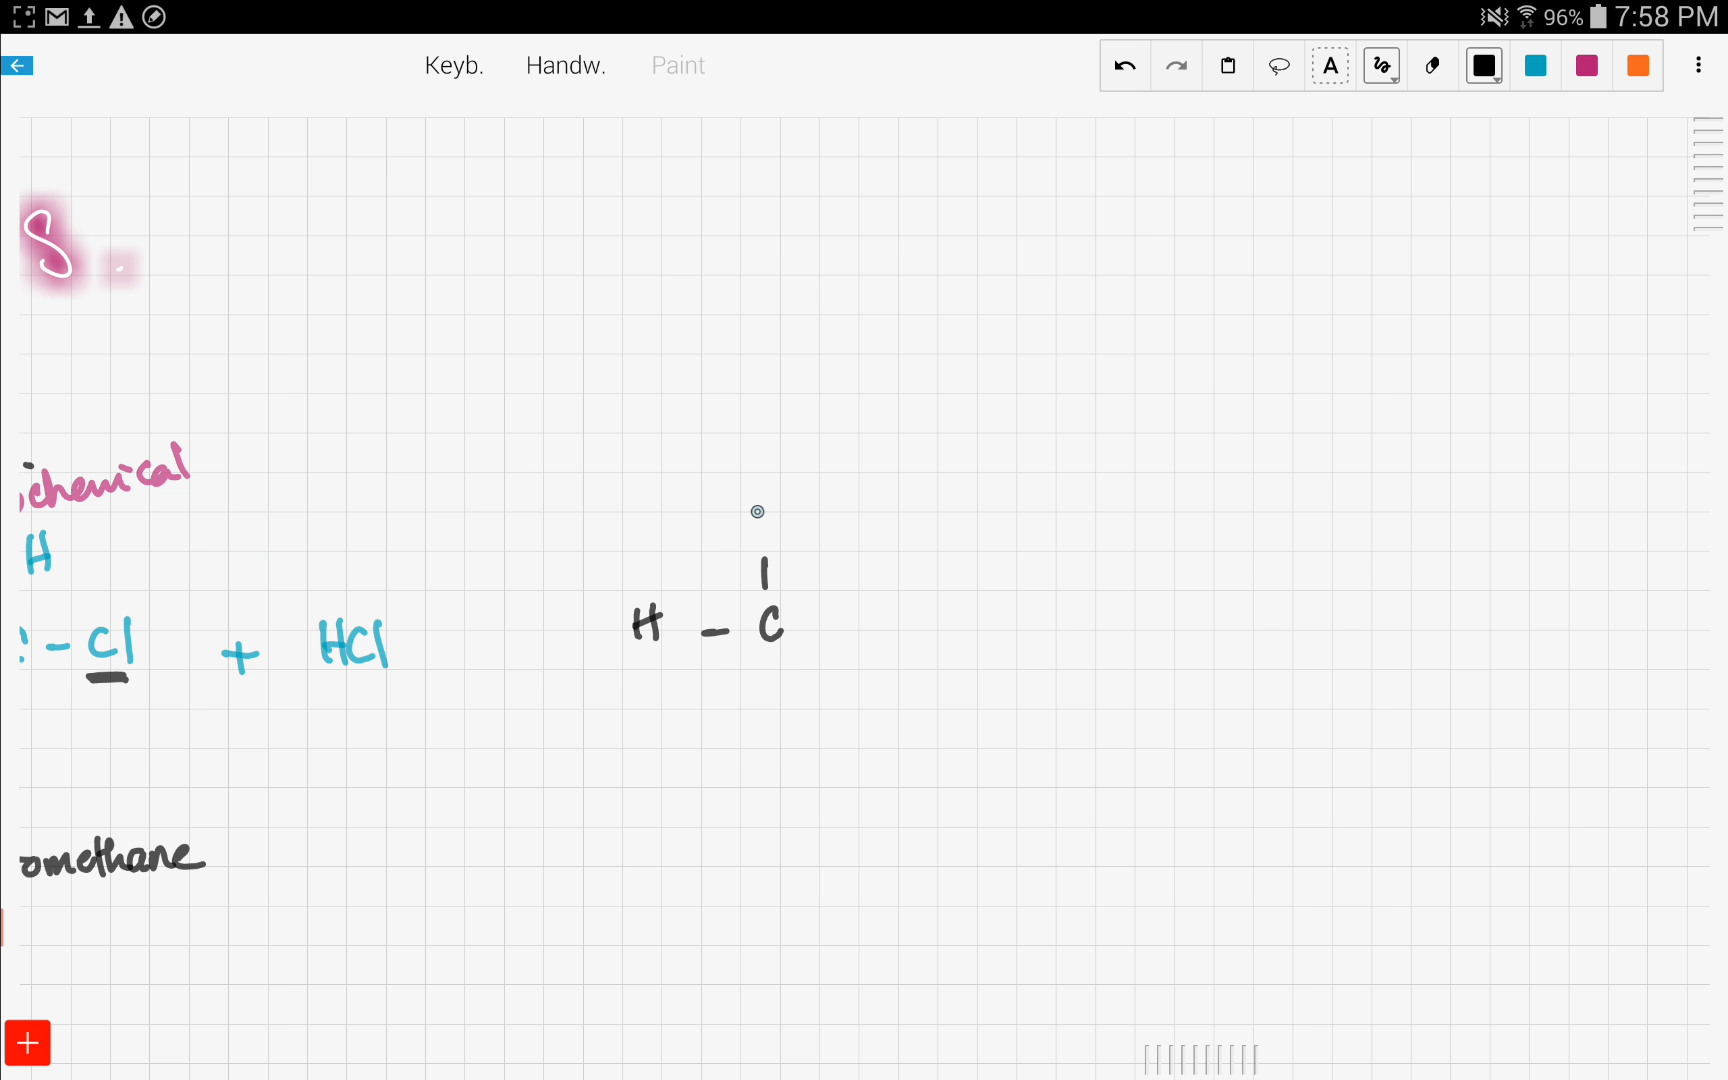 96% 7:58 PM
Keyb. Handw. Paint
A
S.
chemical
H
- Cl + HCl
H - C
omethane